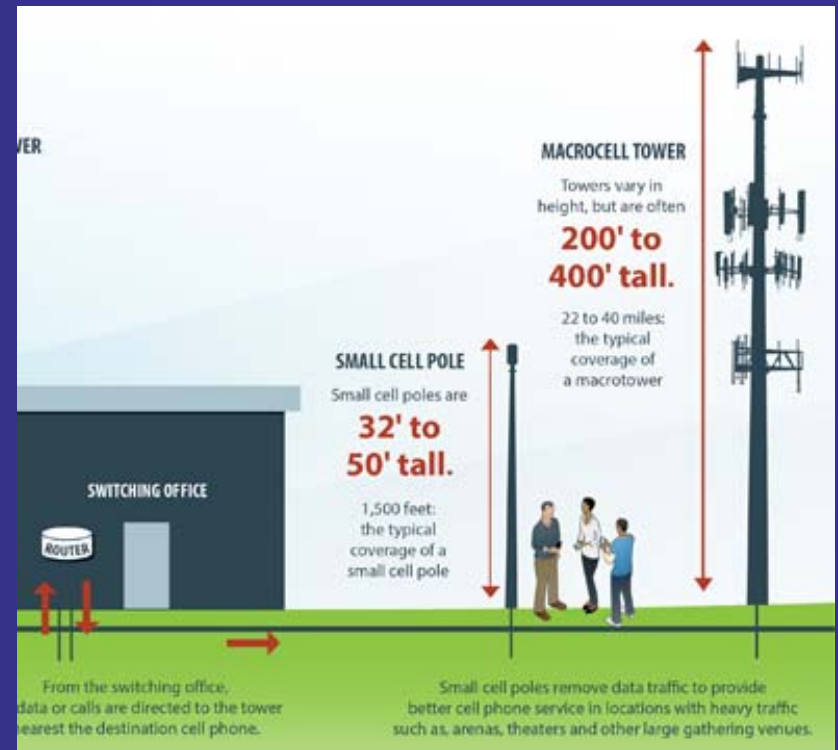 VER
MACROCELL TOWER
Towers vary in
height, but are often
200' to
400' tall.
22 to 40 miles:
the typical
coverage of
a macrotower
SMALL CELL POLE
Small cell poles are
32' to
50' tall.
1,500 feet:
the typical
coverage of a
small cell pole
SWITCHING OFFICE
ROUTER
From the switching office,
data or calls are directed to the tower
nearest the destination cell phone.
Small cell poles remove data traffic to provide
better cell phone service in locations with heavy traffic
such as, arenas, theaters and other large gathering venues.